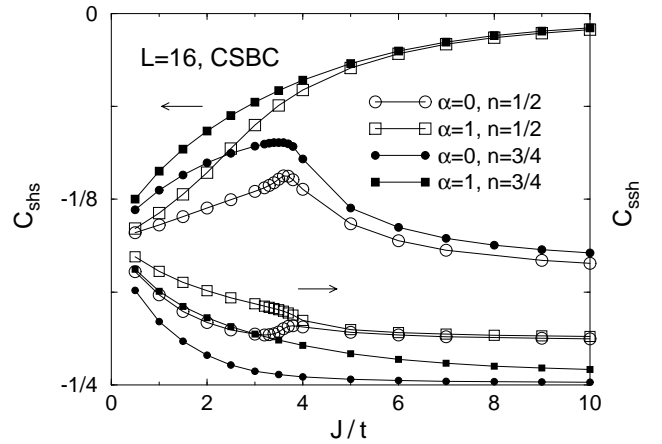 0
L=16, CSBC
α=0, n=1/2
α=1, n=1/2
α=0, n=3/4
α=1, n=3/4
C_shs
-1/8
C_ssh
-1/4
0 2 4 6 8 10
J/t